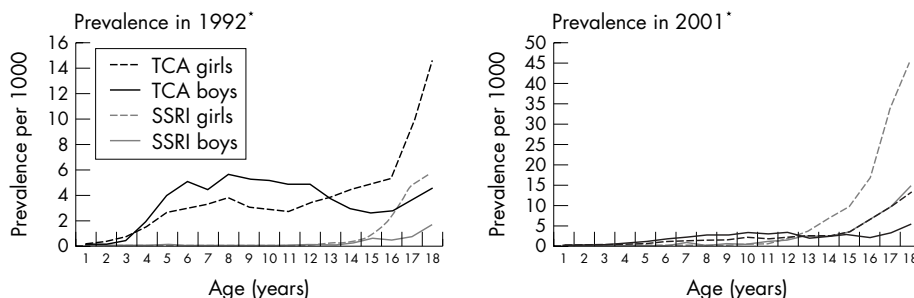 Prevalence in 1992*
16
14
12
10
8
6
4
2
0
Prevalence per 1000
TCA girls
TCA boys
SSRI girls
SSRI boys
1 2 3 4 5 6 7 8 9 10 11 12 13 14 15 16 17 18
Age (years)
Prevalence in 2001*
50
45
40
35
30
25
20
15
10
5
0
Prevalence per 1000
1 2 3 4 5 6 7 8 9 10 11 12 13 14 15 16 17 18
Age (years)